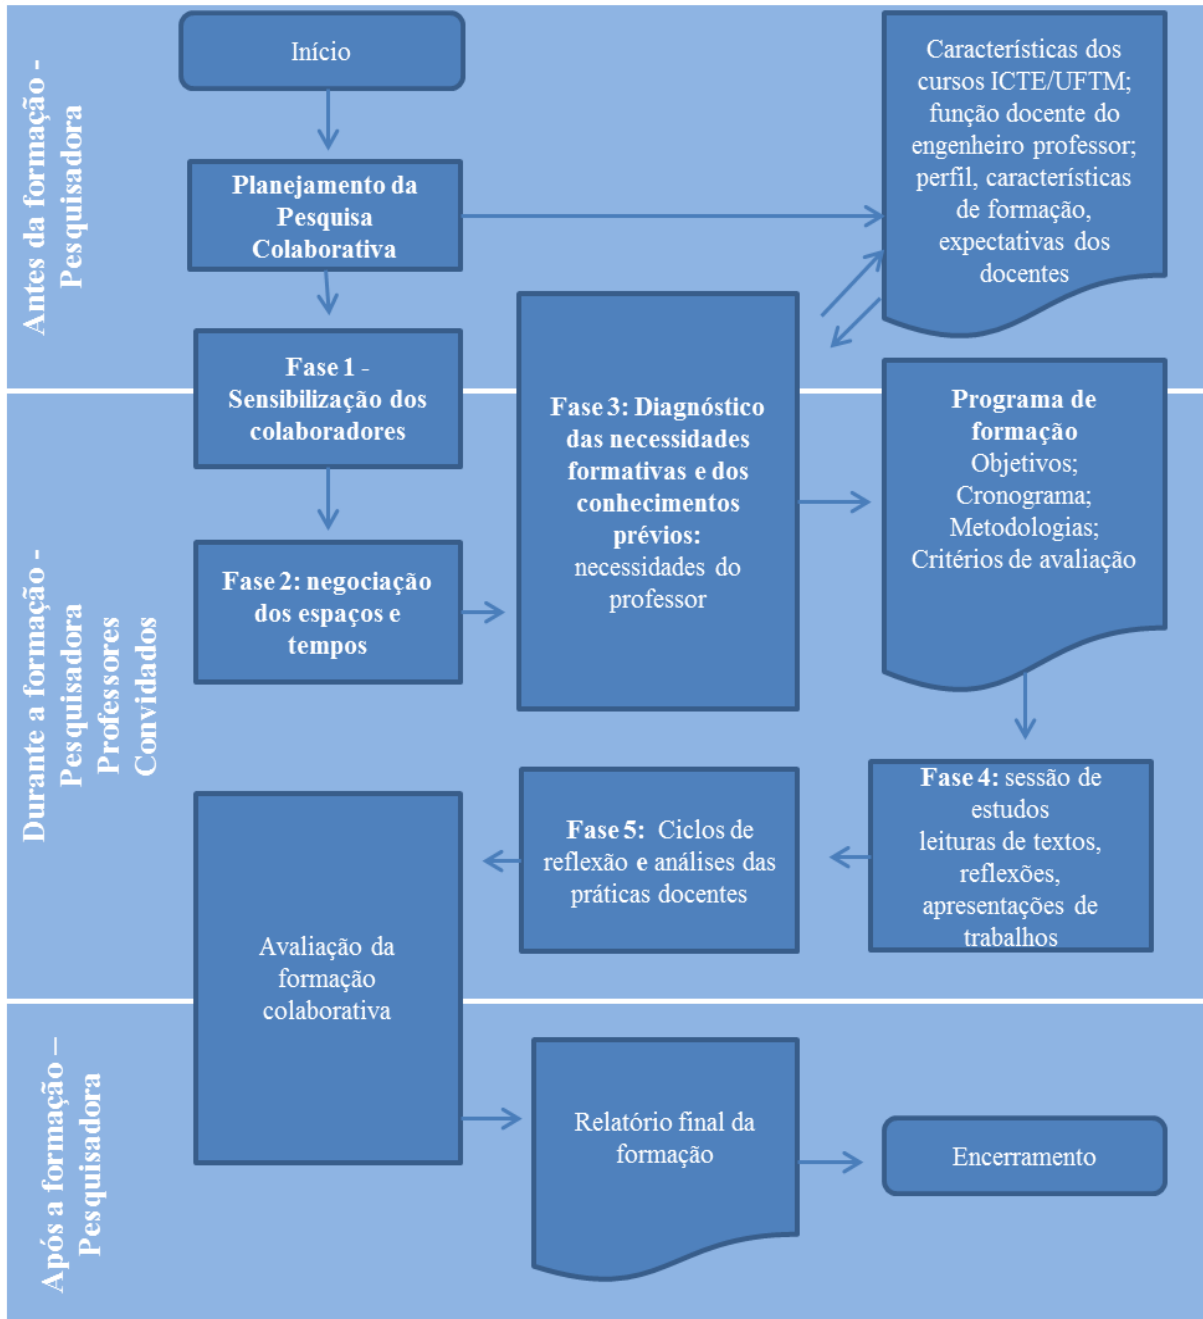 Antes da formação -
Pesquisadora
Início
Planejamento da
Pesquisa
Colaborativa
Características dos
cursos ICTE/UFTM;
função docente do
engenheiro professor;
perfil, características
de formação,
expectativas dos
docentes
Fase 1 -
Sensibilização dos
colaboradores
Durante a formação -
Pesquisadora
Professores
Convidados
Fase 2: negociação
dos espaços e
tempos
Fase 3: Diagnóstico
das necessidades
formativas e dos
conhecimentos
prévios:
necessidades do
professor
Programa de
formação
Objetivos;
Cronograma;
Metodologias;
Critérios de avaliação
Fase 4: sessão de
estudos
leituras de textos,
reflexões,
apresentações de
trabalhos
Fase 5: Ciclos de
reflexão e análises das
práticas docentes
Avaliação da
formação
colaborativa
Após a formação –
Pesquisadora
Relatório final da
formação
Encerramento